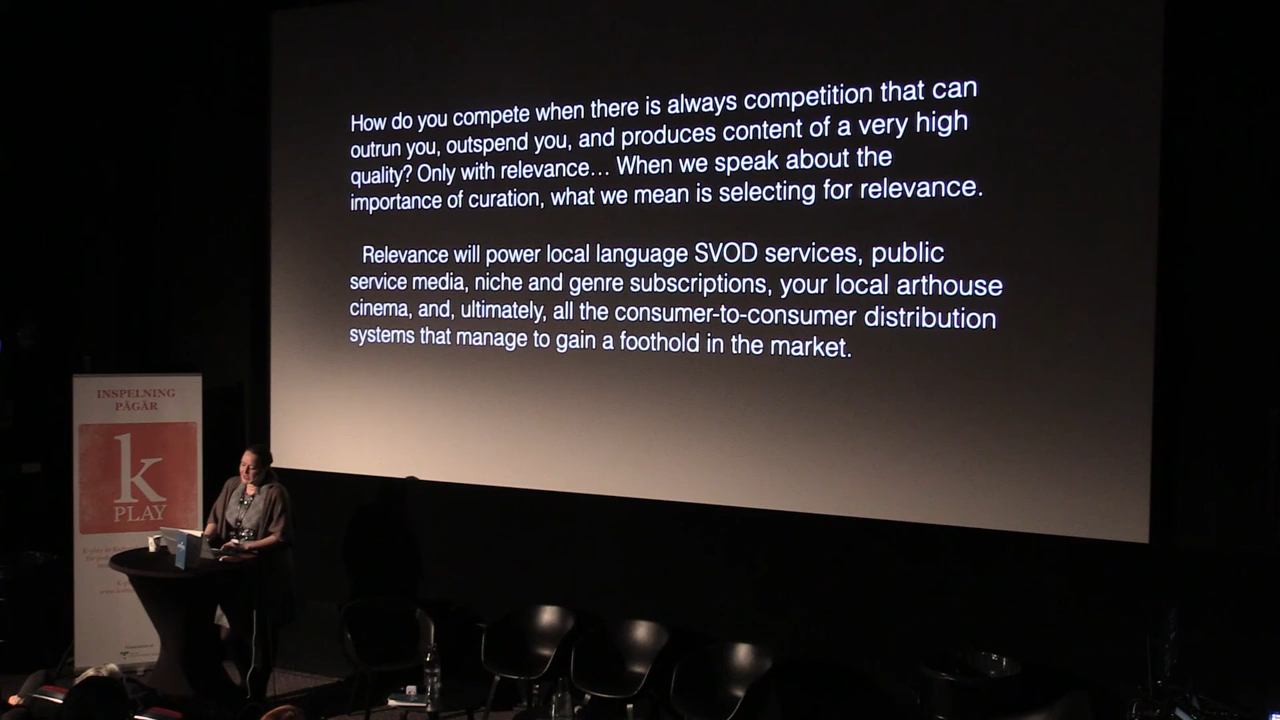 How do you compete when there is always competition that can
outrun you, outspend you, and produces content of a very high
quality? Only with relevance... When we speak about the
importance of curation, what we mean is selecting for relevance.
Relevance will power local language SVOD services, public
service media, niche and genre subscriptions, your local arthouse
cinema, and, ultimately, all the consumer-to-consumer distribution
systems that manage to gain a foothold in the market.
INSPELNING
PÅGÅR
k
PLAY